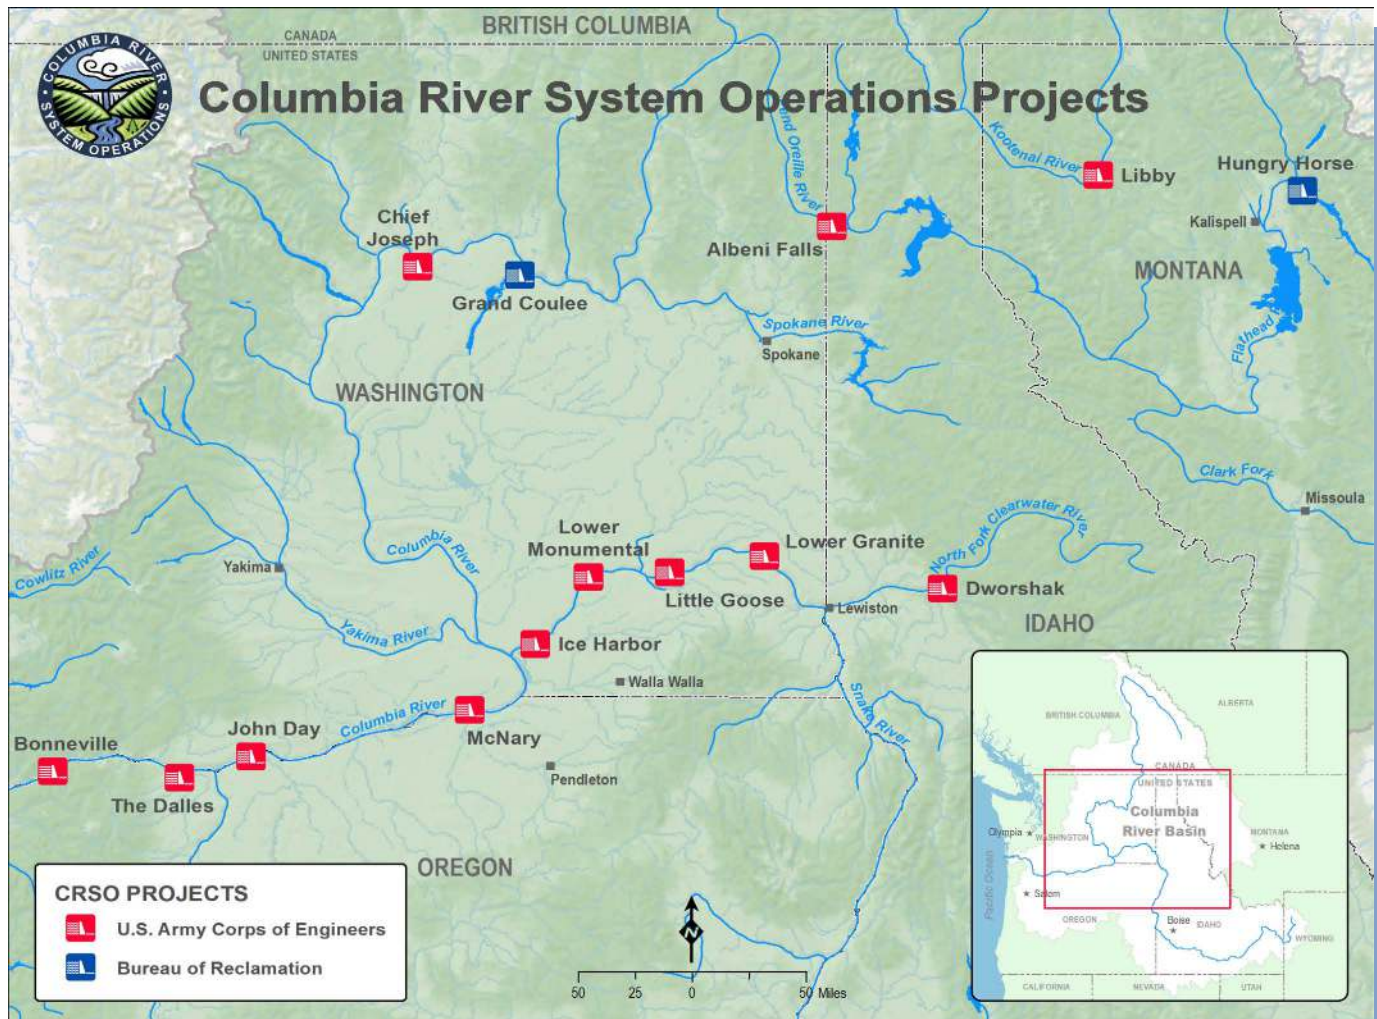 BRITISH COLUMBIA
CANADA
UNITED STATES
COLUMBIA RIVER
SYSTEM OPERATIONS
Columbia River System Operations Projects
end Oreille River
Kootenai River
Libby
Hungry Horse
Kalispell
Chief
Joseph
Albeni Falls
MONTANA
Grand Coulee
Spokane River
Spokane
Flathead R
WASHINGTON
Clark Fork
Missoula
Lower
Monumental
Lower Granite
North Fork Clearwater River
Columbia River
Cowlitz River
Yakima
Little Goose
Lewiston
Dworshak
IDAHO
Yakima River
Ice Harbor
Walla Walla
Snake River
Columbia River
John Day
McNary
Bonneville
The Dalles
Pendleton
OREGON
CRSO PROJECTS
U.S. Army Corps of Engineers
Bureau of Reclamation
N
50 25 0 50 Miles
BRITISH COLUMBIA
ALBERTA
CANADA
UNITED STATES
Columbia
River Basin
Olympia
WASHINGTON
MONTANA
Helena
Pacific Ocean
Salem
OREGON
Boise
IDAHO
WYOMING
CALIFORNIA
NEVADA
UTAH